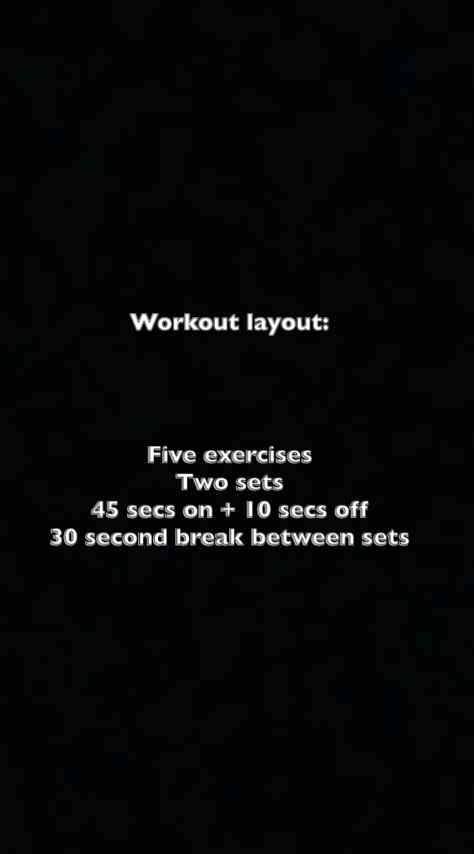 Workout layout:
Five exercises
Two sets
45 secs on + 10 secs off
30 second break between sets